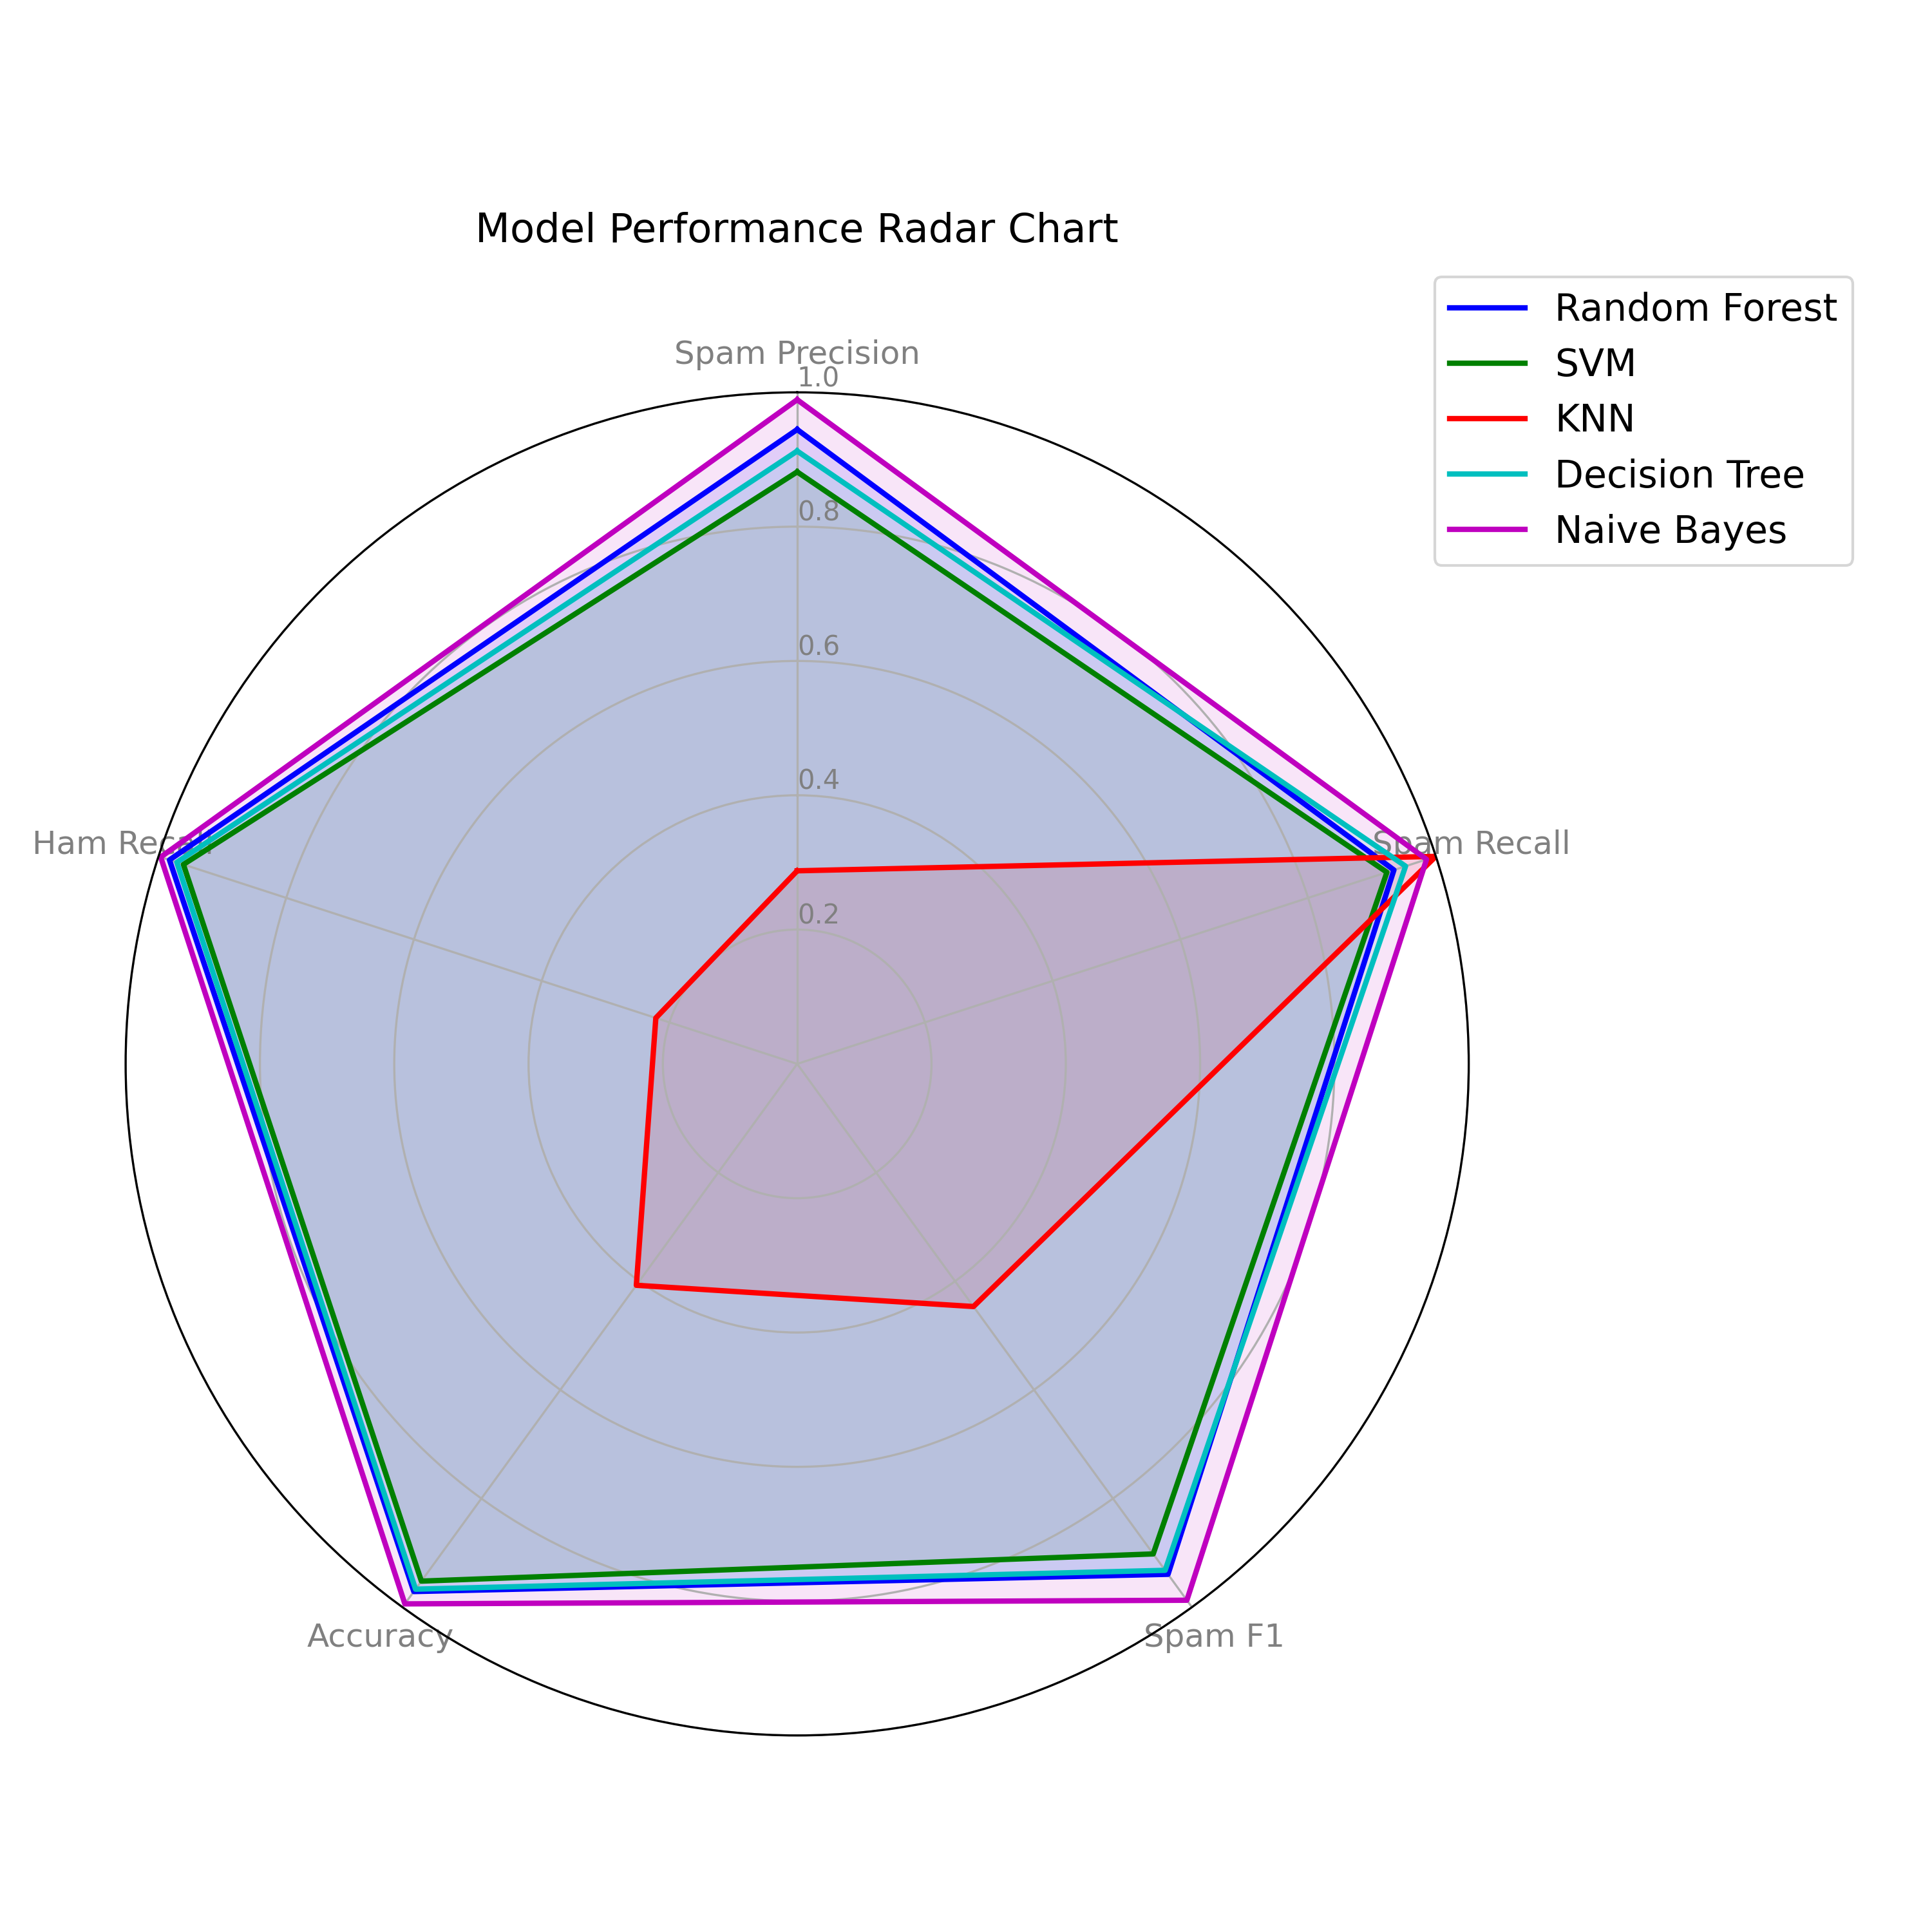 Model Performance Radar Chart
Random Forest
SVM
KNN
Decision Tree
Naive Bayes
Spam Precision
1.0
0.8
0.6
0.4
0.2
Ham Recall
Spam Recall
Accuracy
Spam F1